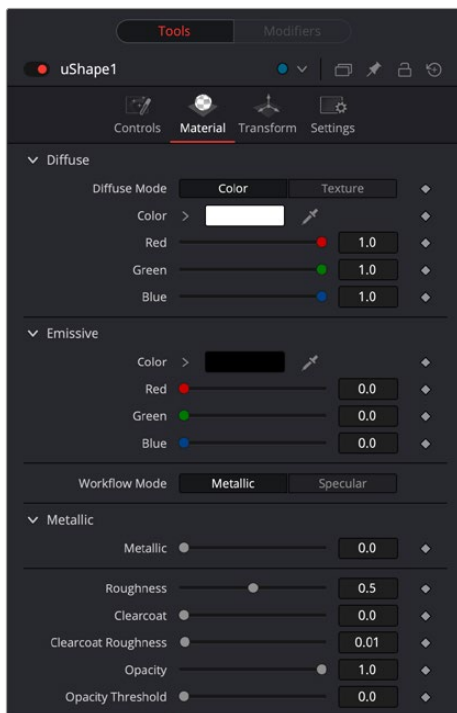 Tools Modifiers
uShape1
Controls Material Transform Settings
Diffuse
Diffuse Mode Color Texture
Color
Red 1.0
Green 1.0
Blue 1.0
Emissive
Color
Red 0.0
Green 0.0
Blue 0.0
Workflow Mode Metallic Specular
Metallic
Metallic 0.0
Roughness 0.5
Clearcoat 0.0
Clearcoat Roughness 0.01
Opacity 1.0
Opacity Threshold 0.0